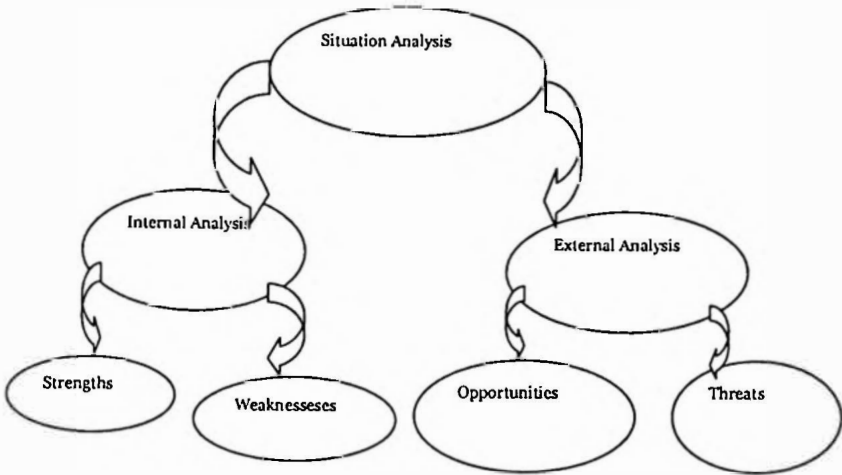 Situation Analysis
Internal Analysis
External Analysis
Strengths
Weaknesseses
Opportunities
Threats